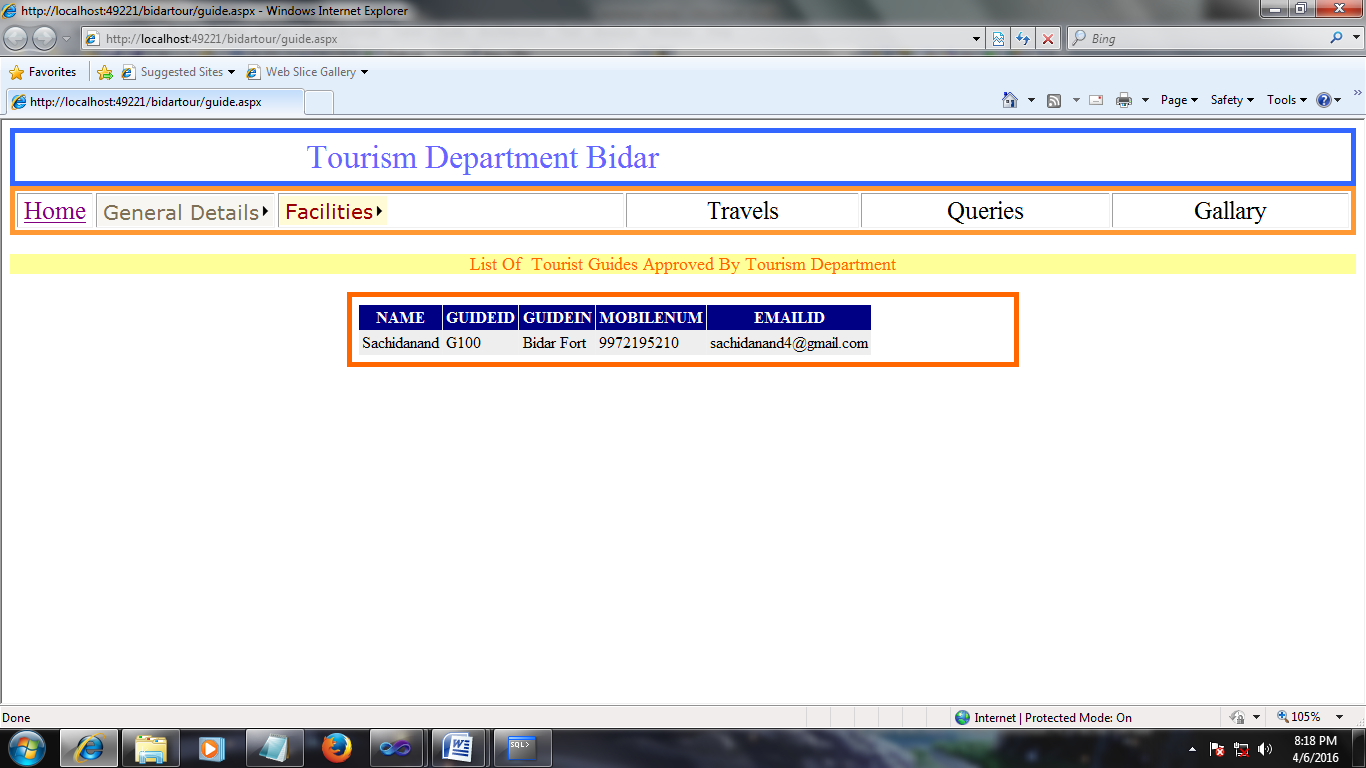 http://localhost:49221/bidartour/guide.aspx - Windows Internet Explorer
http://localhost:49221/bidartour/guide.aspx
Bing
Favorites Suggested Sites Web Slice Gallery
http://localhost:49221/bidartour/guide.aspx Page Safety Tools
Tourism Department Bidar
Home General Details Facilities Travels Queries Gallary
List Of Tourist Guides Approved By Tourism Department
NAME GUIDEID GUIDEIN MOBILENUM EMAILID
Sachidanand G100 Bidar Fort 9972195210 sachidanand4@gmail.com
Done Internet | Protected Mode: On 105%
SQL>
8:18 PM
4/6/2016